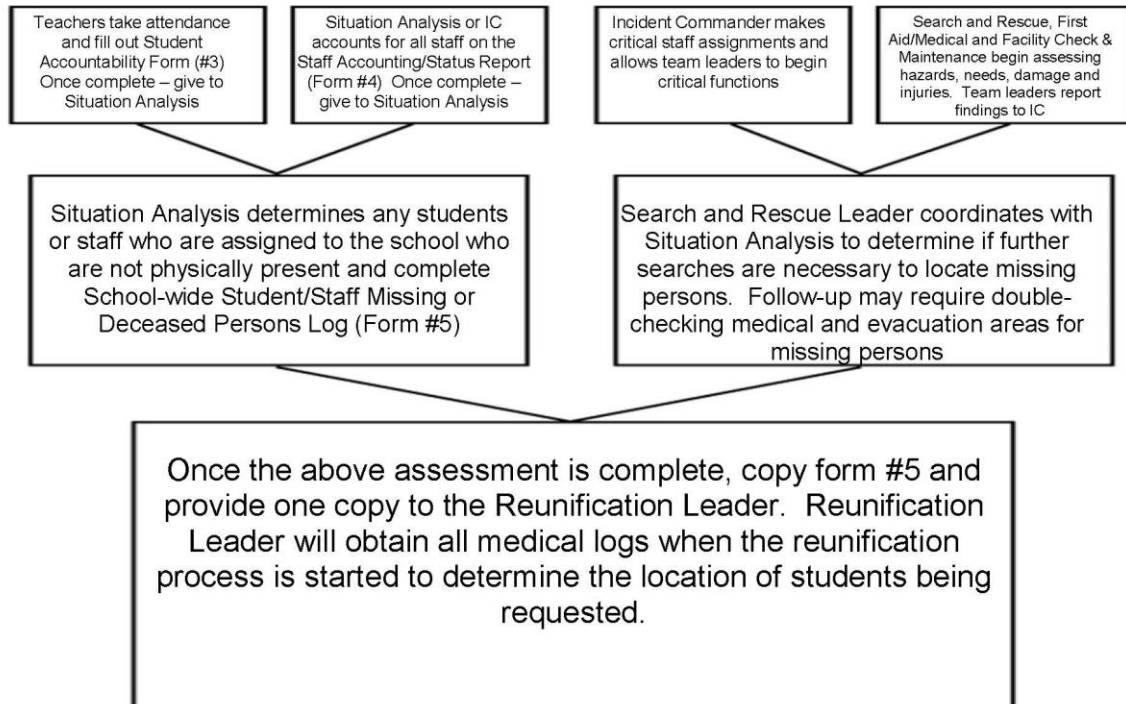 Teachers take attendance
and fill out Student
Accountability Form (#3)
Once complete – give to
Situation Analysis
Situation Analysis or IC
accounts for all staff on the
Staff Accounting/Status Report
(Form #4)  Once complete –
give to Situation Analysis
Incident Commander makes
critical staff assignments and
allows team leaders to begin
critical functions
Search and Rescue, First
Aid/Medical and Facility Check &
Maintenance begin assessing
hazards, needs, damage and
injuries.  Team leaders report
findings to IC
Situation Analysis determines any students
or staff who are assigned to the school who
are not physically present and complete
School-wide Student/Staff Missing or
Deceased Persons Log (Form #5)
Search and Rescue Leader coordinates with
Situation Analysis to determine if further
searches are necessary to locate missing
persons.  Follow-up may require double-
checking medical and evacuation areas for
missing persons
Once the above assessment is complete, copy form #5 and
provide one copy to the Reunification Leader.  Reunification
Leader will obtain all medical logs when the reunification
process is started to determine the location of students being
requested.